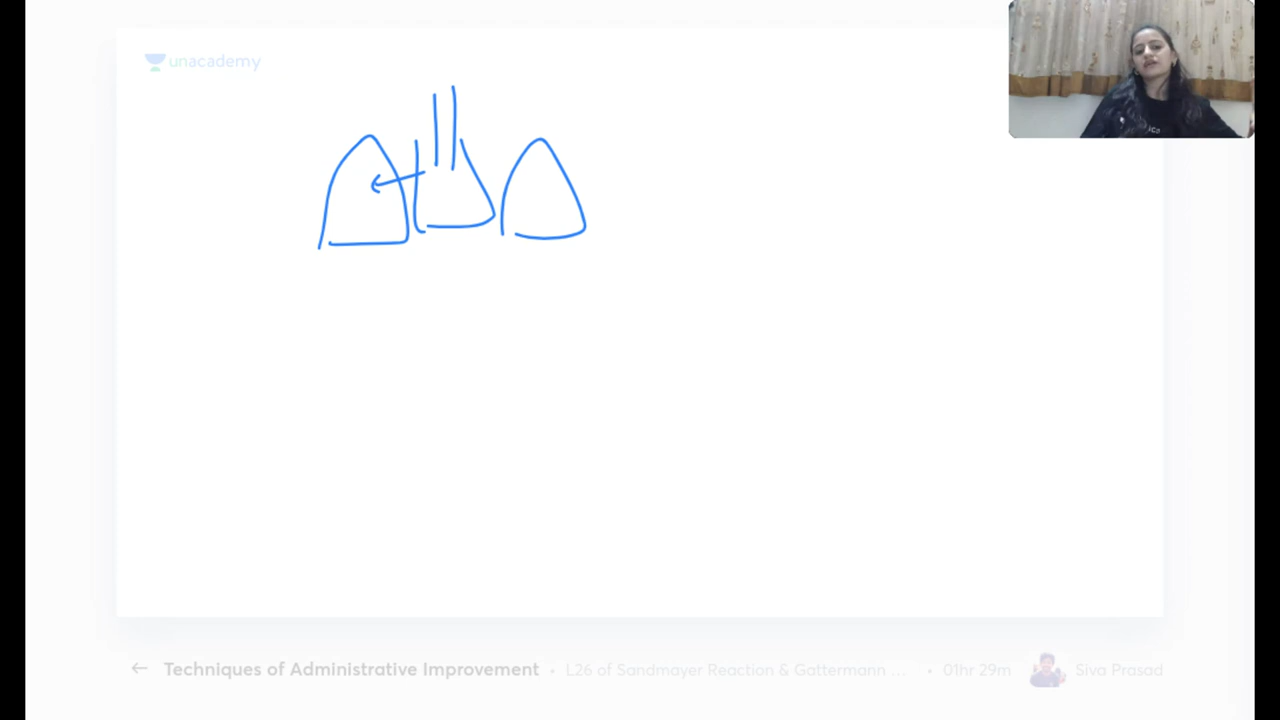 unacademy
Techniques of Administrative Improvement • L26 of Sandmayer Reaction & Gattermann ... • 01hr 29m Siva Prasad